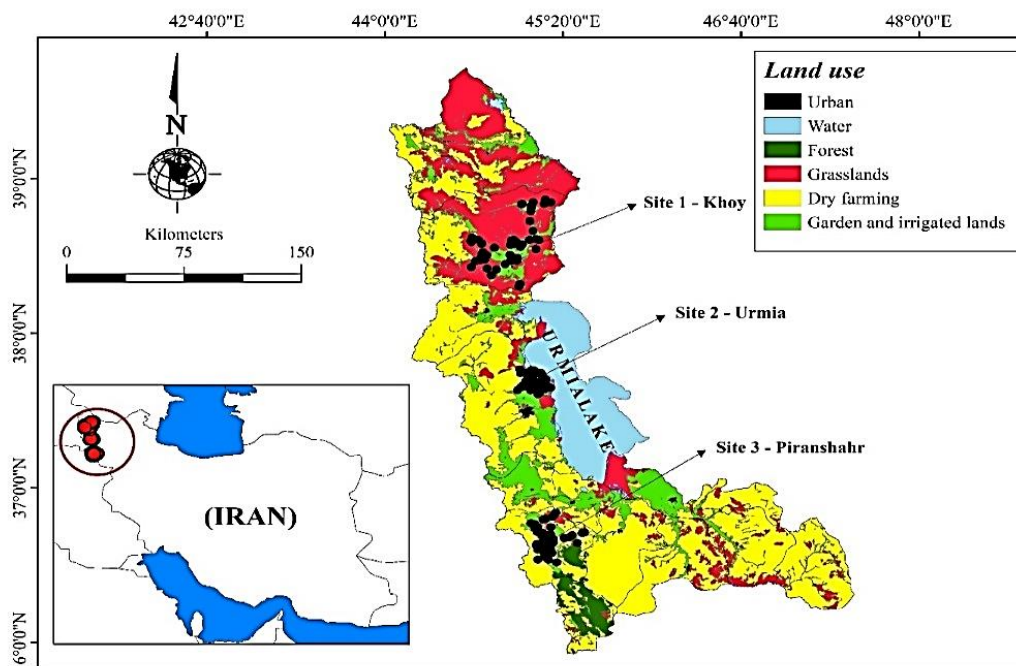 42°40'0"E
44°0'0"E
45°20'0"E
46°40'0"E
48°0'0"E
Land use
Urban
Water
Forest
Grasslands
Dry farming
Garden and irrigated lands
N
Kilometers
0 75 150
39°0'0"N
38°0'0"N
37°0'0"N
6°0'0"N
Site 1 - Khoy
Site 2 - Urmia
URMIALAKE
Site 3 - Piranshahr
(IRAN)